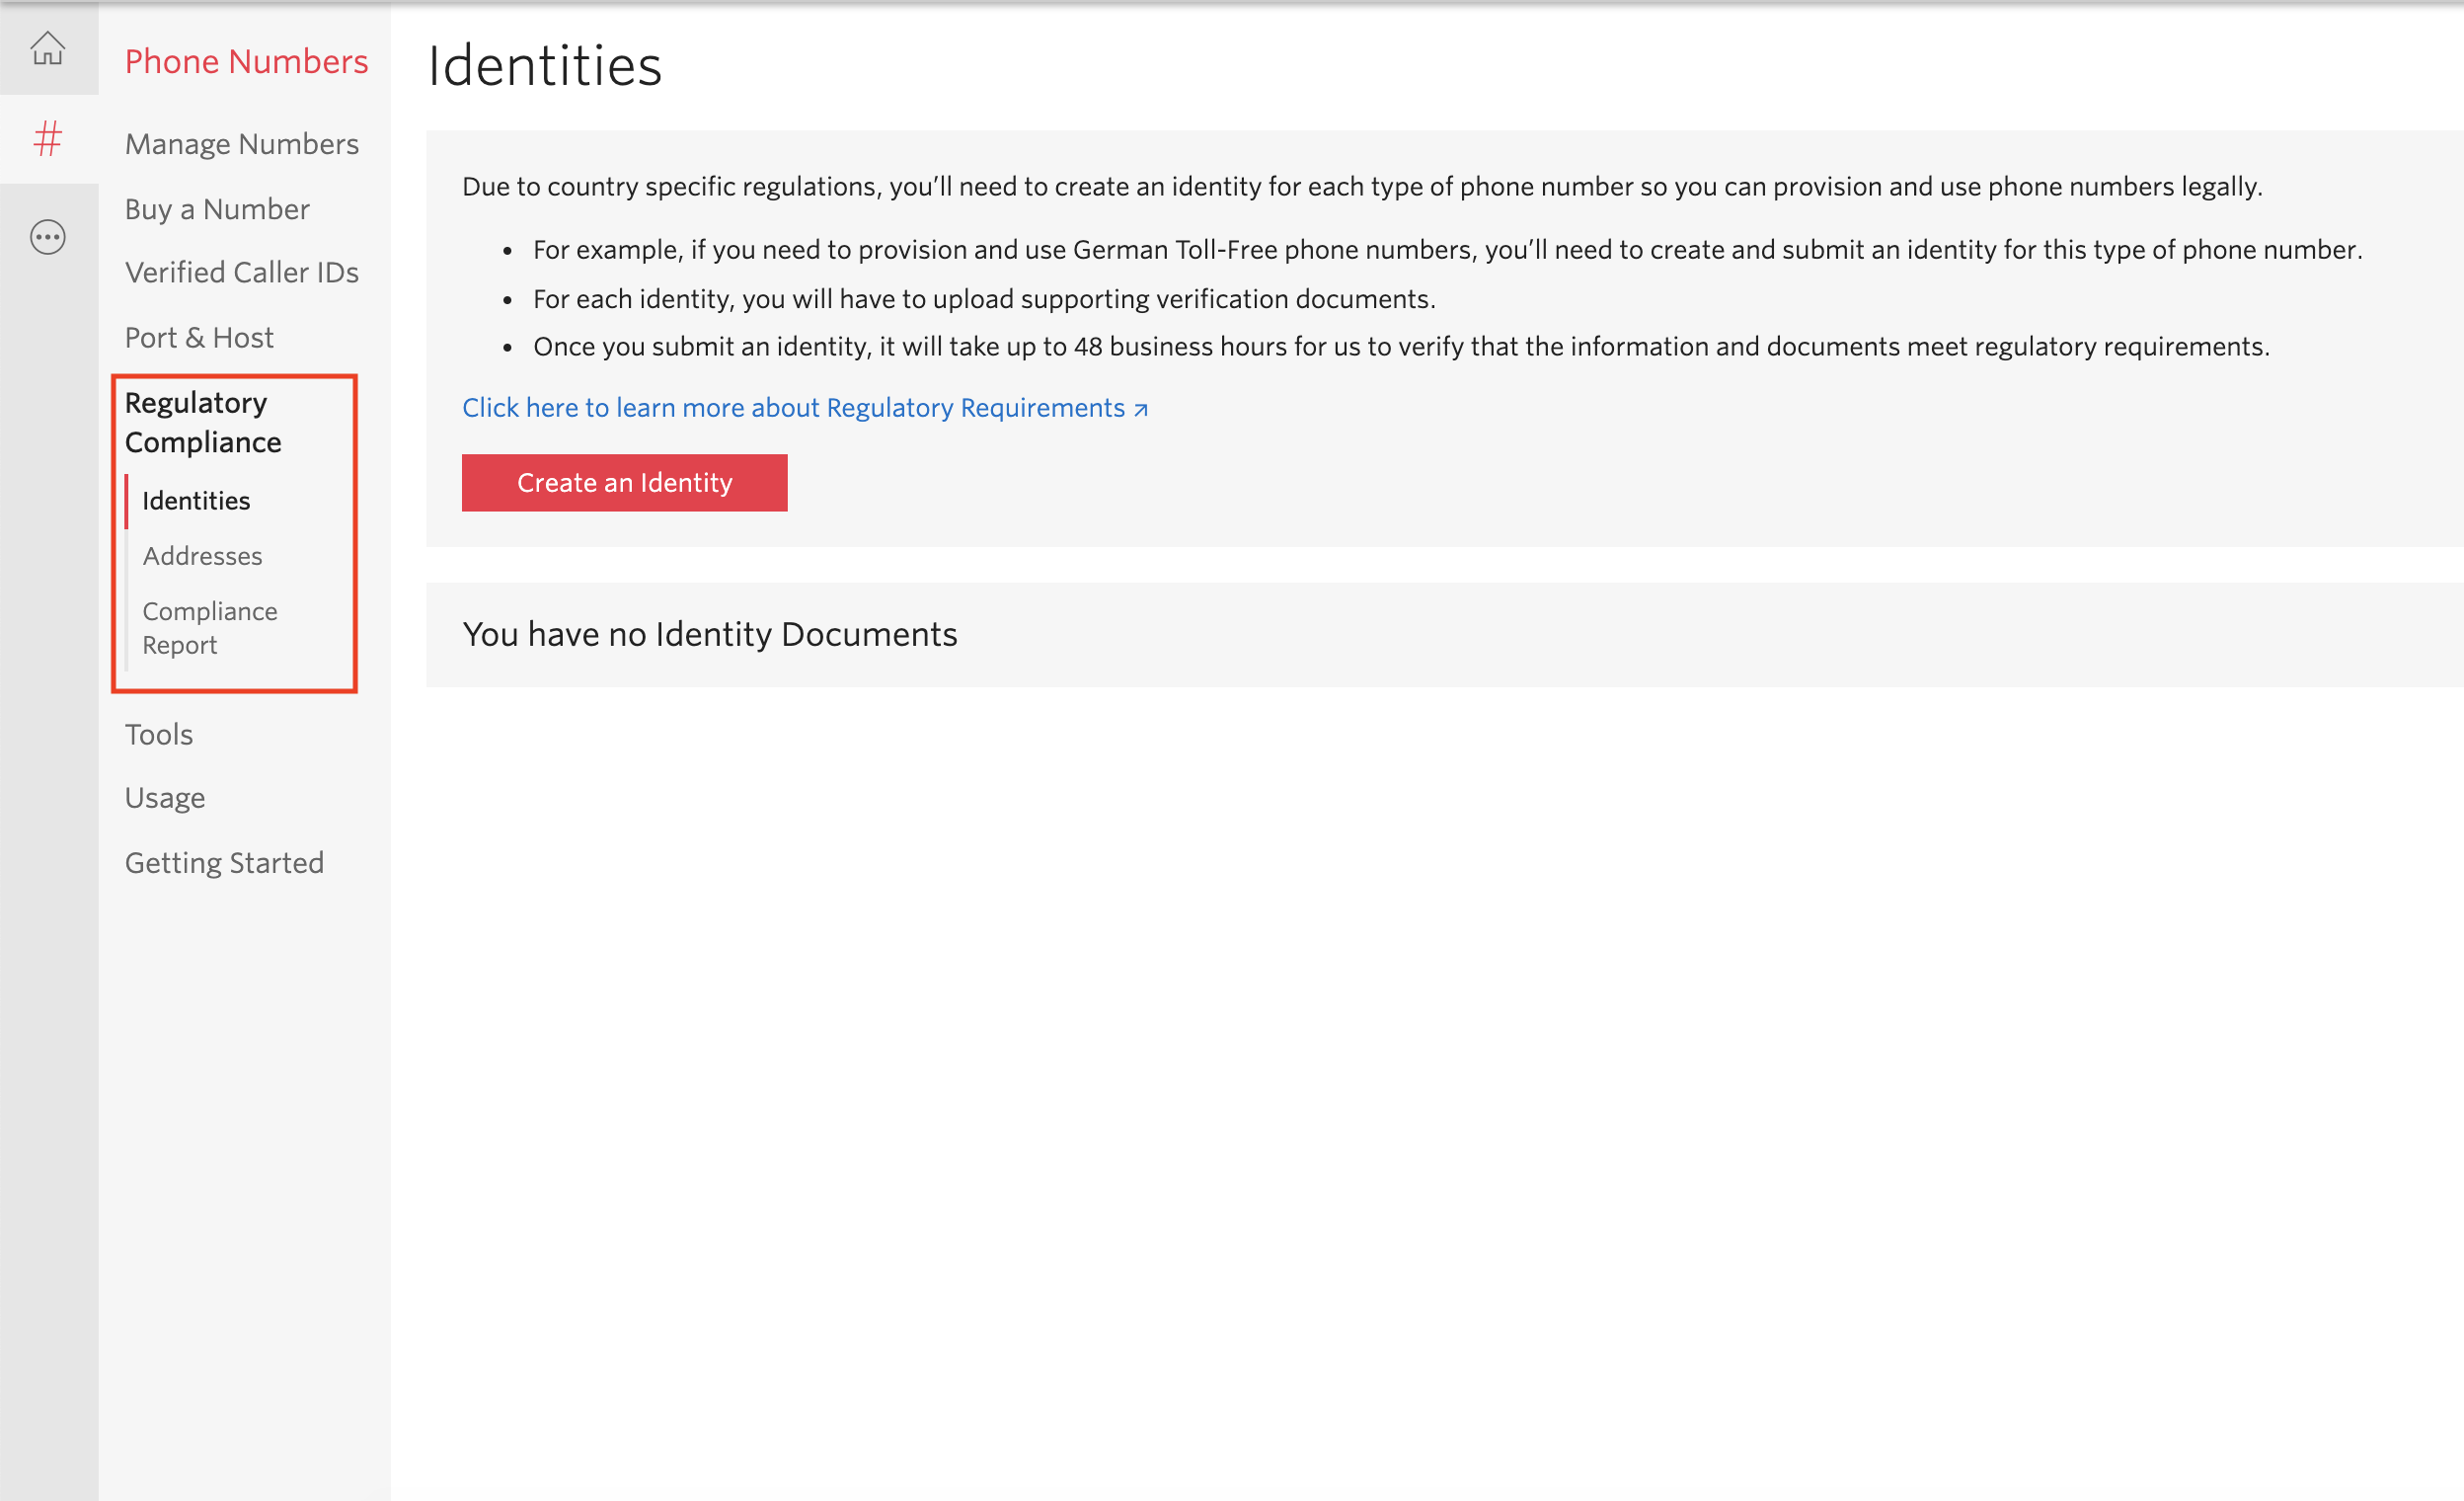 Phone Numbers
Manage Numbers
Buy a Number
Verified Caller IDs
Port & Host
Regulatory
Compliance
Identities
Addresses
Compliance
Report
Tools
Usage
Getting Started
Identities
Due to country specific regulations, you’ll need to create an identity for each type of phone number so you can provision and use phone numbers legally.
• For example, if you need to provision and use German Toll-Free phone numbers, you’ll need to create and submit an identity for this type of phone number.
• For each identity, you will have to upload supporting verification documents.
• Once you submit an identity, it will take up to 48 business hours for us to verify that the information and documents meet regulatory requirements.
Click here to learn more about Regulatory Requirements
Create an Identity
You have no Identity Documents